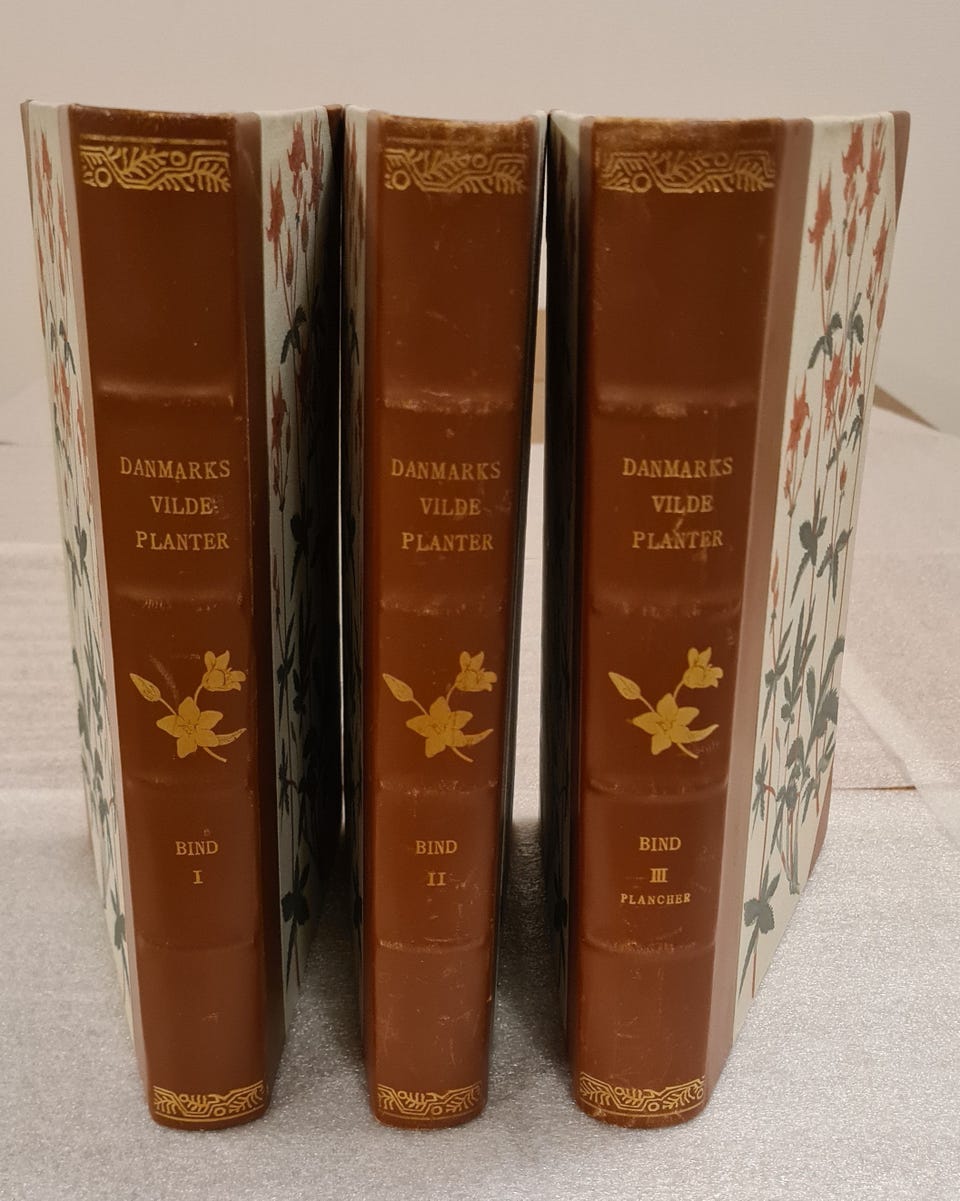 DANMARKS
VILDE
PLANTER
BIND
I
DANMARKS
VILDE
PLANTER
BIND
II
DANMARKS
VILDE
PLANTER
BIND
III
PLANCHER